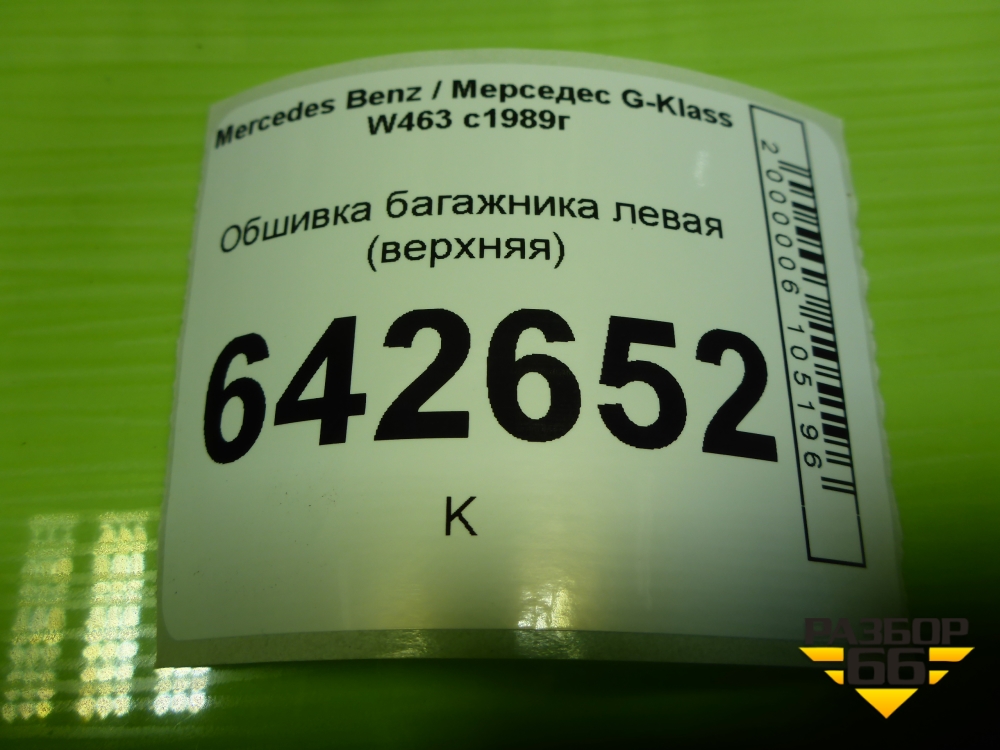 Mercedes Benz / Мерседес G-Klass
W463 с1989г
Обшивка багажника левая
(верхняя)
642652
К
2000006105196
РАЗБОР
66